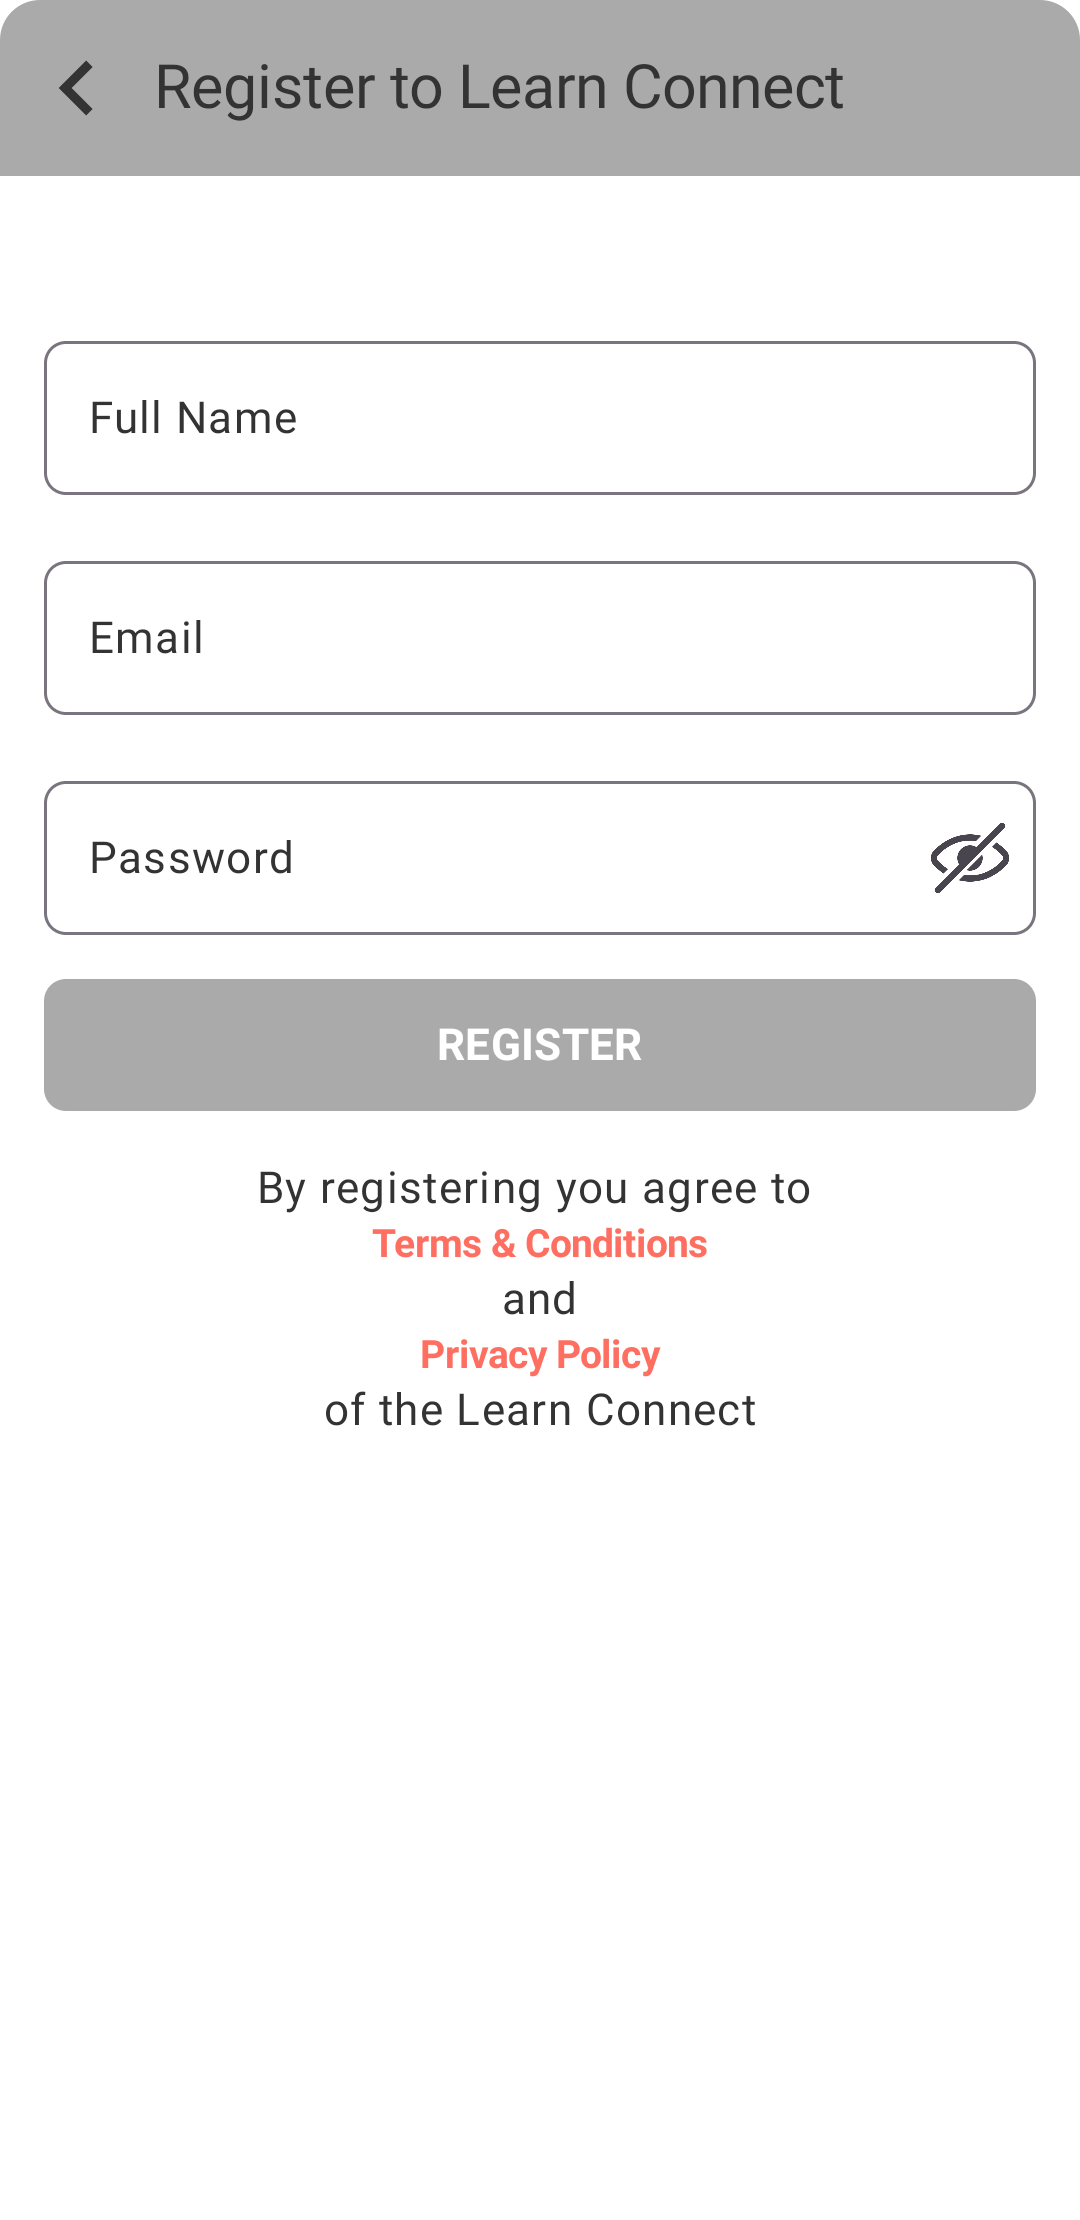 Register to Learn Connect
Full Name
Email
Password
REGISTER
By registering you agree to
Terms & Conditions
and
Privacy Policy
of the Learn Connect